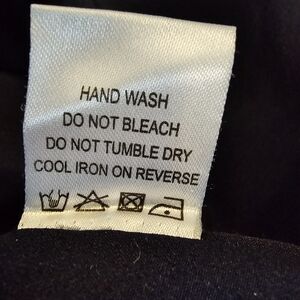 HAND WASH
DO NOT BLEACH
DO NOT TUMBLE DRY
COOL IRON ON REVERSE